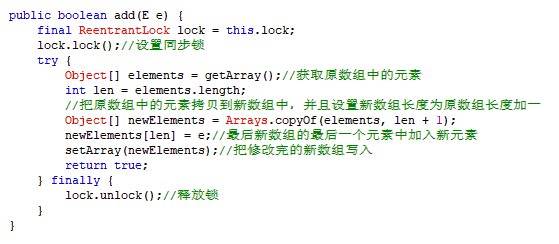 public boolean add(E e) {
    final ReentrantLock lock = this.lock;
    lock.lock();//设置同步锁
    try {
        Object[] elements = getArray();//获取原数组中的元素
        int len = elements.length;
        //把原数组中的元素拷贝到新数组中，并且设置新数组长度为原数组长度加一
        Object[] newElements = Arrays.copyOf(elements, len + 1);
        newElements[len] = e;//最后新数组的最后一个元素中加入新元素
        setArray(newElements);//把修改完的新数组写入
        return true;
    } finally {
        lock.unlock();//释放锁
    }
}